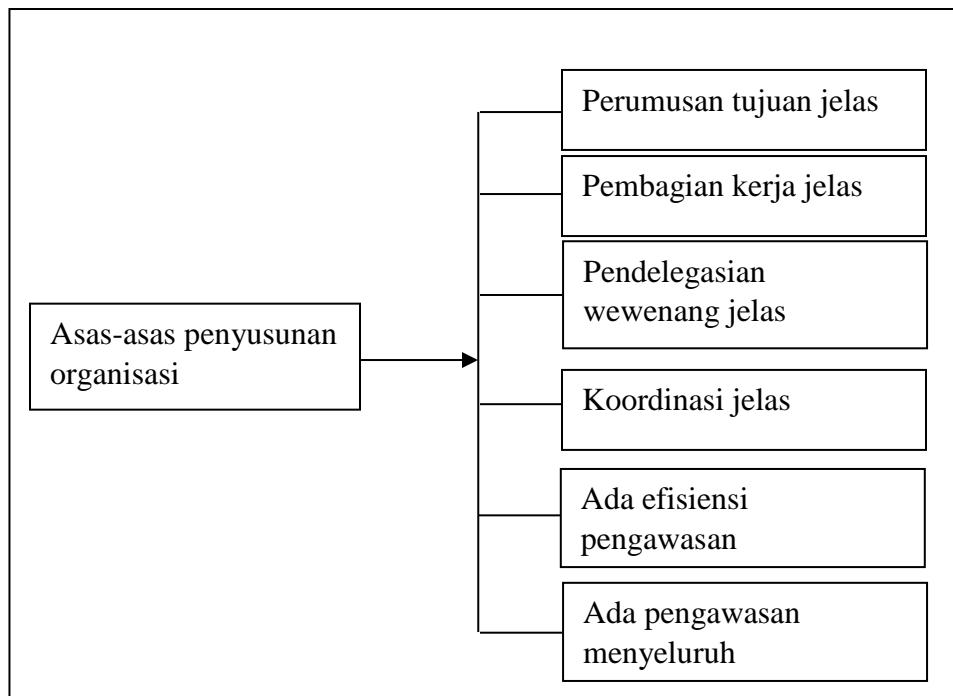 Asas-asas penyusunan
organisasi
Perumusan tujuan jelas
Pembagian kerja jelas
Pendelegasian
wewenang jelas
Koordinasi jelas
Ada efisiensi
pengawasan
Ada pengawasan
menyeluruh